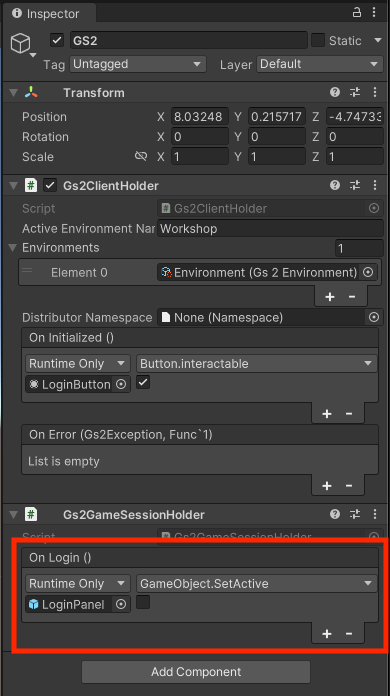 Inspector
GS2 Static
Tag Untagged Layer Default
Transform
Position X 8.03248 Y 0.215717 Z -4.74733
Rotation X 0 Y 0 Z 0
Scale X 1 Y 1 Z 1
Gs2ClientHolder
Script Gs2ClientHolder
Active Environment Nar Workshop
Environments 1
Element 0 Environment (Gs 2 Environment)
+ -
Distributor Namespace None (Namespace)
On Initialized ()
Runtime Only Button.interactable
LoginButton
+ -
On Error (Gs2Exception, Func`1)
List is empty
+ -
Gs2GameSessionHolder
Script Gs2GameSessionHolder
On Login ()
Runtime Only GameObject.SetActive
LoginPanel
+ -
Add Component